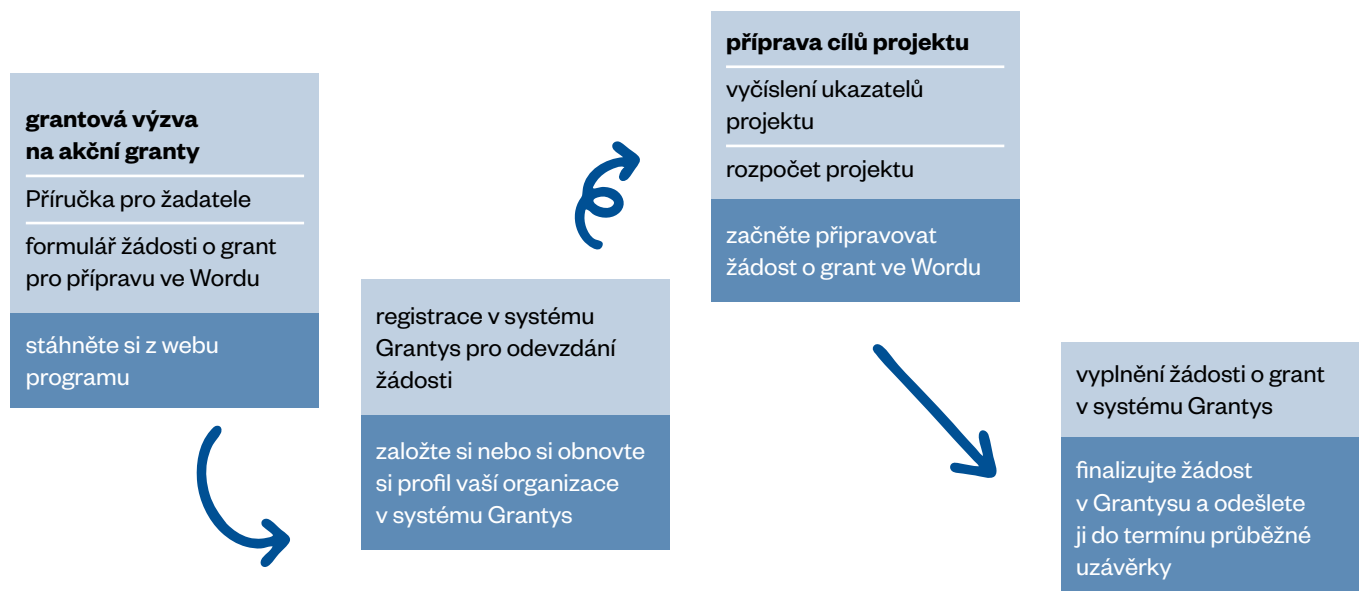 grantová výzva
na akční granty
Příručka pro žadatele
formulář žádosti o grant
pro přípravu ve Wordu
stáhněte si z webu
programu
registrace v systému
Grantys pro odevzdání
žádosti
založte si nebo si obnovte
si profil vaší organizace
v systému Grantys
příprava cílů projektu
vyčíslení ukazatelů
projektu
rozpočet projektu
začněte připravovat
žádost o grant ve Wordu
vyplnění žádosti o grant
v systému Grantys
finalizujte žádost
v Grantysu a odešlete
ji do termínu průběžné
uzávěrky